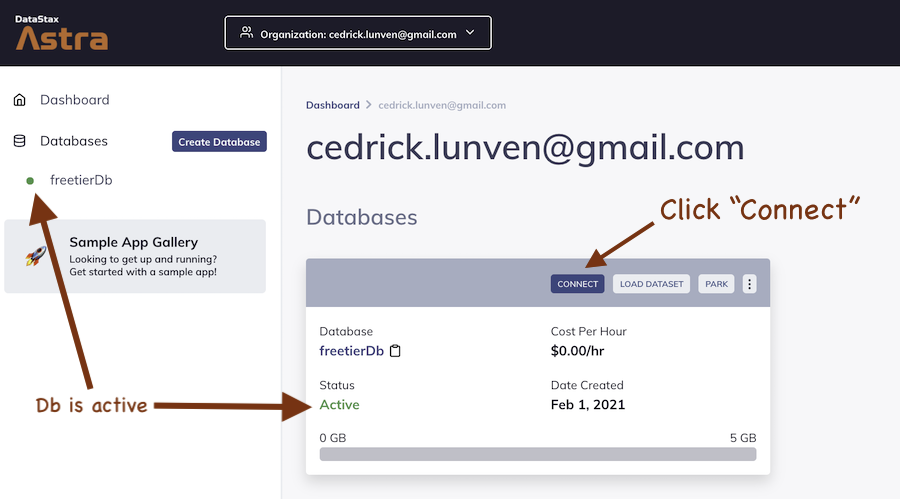 DataStax
Astra
Organization: cedrick.lunven@gmail.com
Dashboard
Databases
Create Database
freetierDb
Sample App Gallery
Looking to get up and running?
Get started with a sample app!
Dashboard > cedrick.lunven@gmail.com
cedrick.lunven@gmail.com
Databases
Click "Connect"
CONNECT LOAD DATASET PARK
Database Cost Per Hour
freetierDb $0.00/hr
Status Date Created
Active Feb 1, 2021
0 GB 5 GB
Db is active